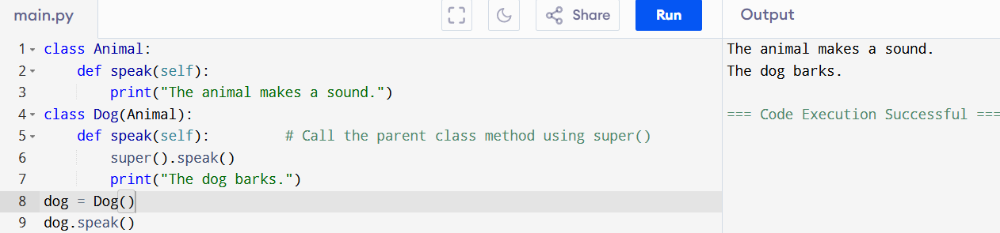 main.py
Share
Run
Output
1 class Animal:
2     def speak(self):
3         print("The animal makes a sound.")
4 class Dog(Animal):
5     def speak(self):         # Call the parent class method using super()
6         super().speak()
7         print("The dog barks.")
8 dog = Dog()
9 dog.speak()
The animal makes a sound.
The dog barks.
=== Code Execution Successful ===